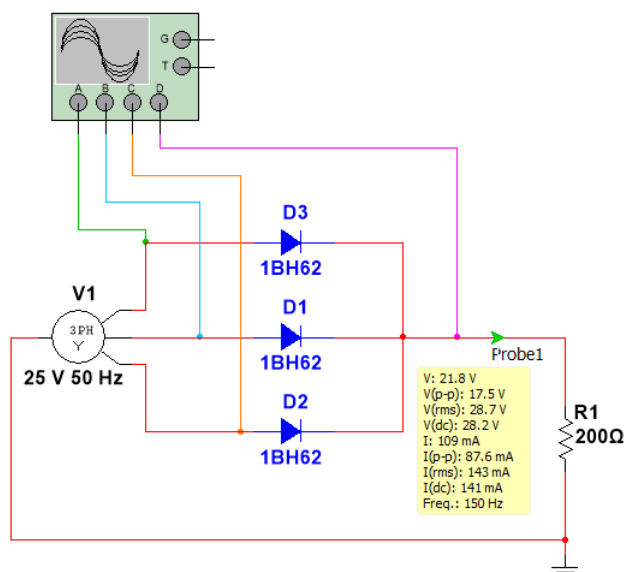 G
T
A B C D
D3
1BH62
V1
3PH
Y
25 V 50 Hz
D1
1BH62
D2
1BH62
Probe1
V: 21.8 V
V(p-p): 17.5 V
V(rms): 28.7 V
V(dc): 28.2 V
I: 109 mA
I(p-p): 87.6 mA
I(rms): 143 mA
I(dc): 141 mA
Freq.: 150 Hz
R1
200Ω